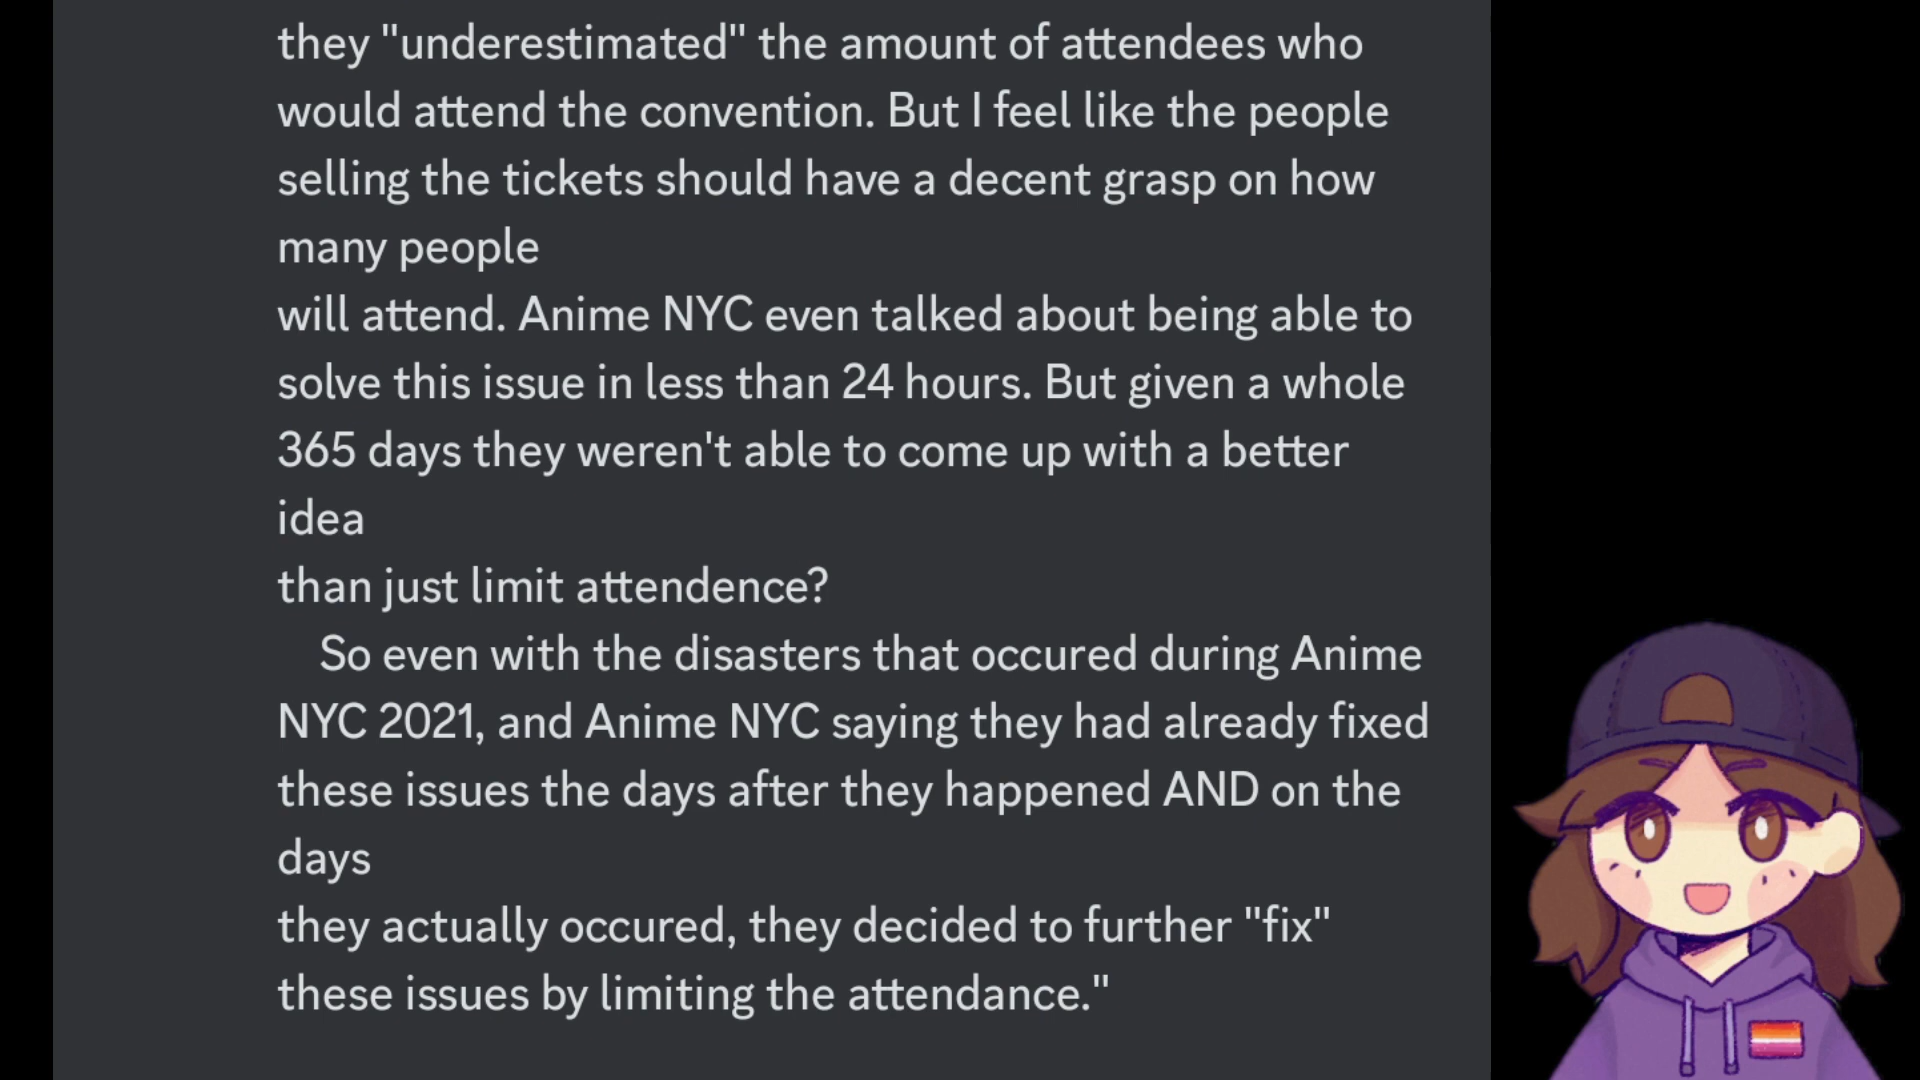 they "underestimated" the amount of attendees who
would attend the convention. But I feel like the people
selling the tickets should have a decent grasp on how
many people
will attend. Anime NYC even talked about being able to
solve this issue in less than 24 hours. But given a whole
365 days they weren't able to come up with a better
idea
than just limit attendence?
So even with the disasters that occured during Anime
NYC 2021, and Anime NYC saying they had already fixed
these issues the days after they happened AND on the
days
they actually occured, they decided to further "fix"
these issues by limiting the attendance."